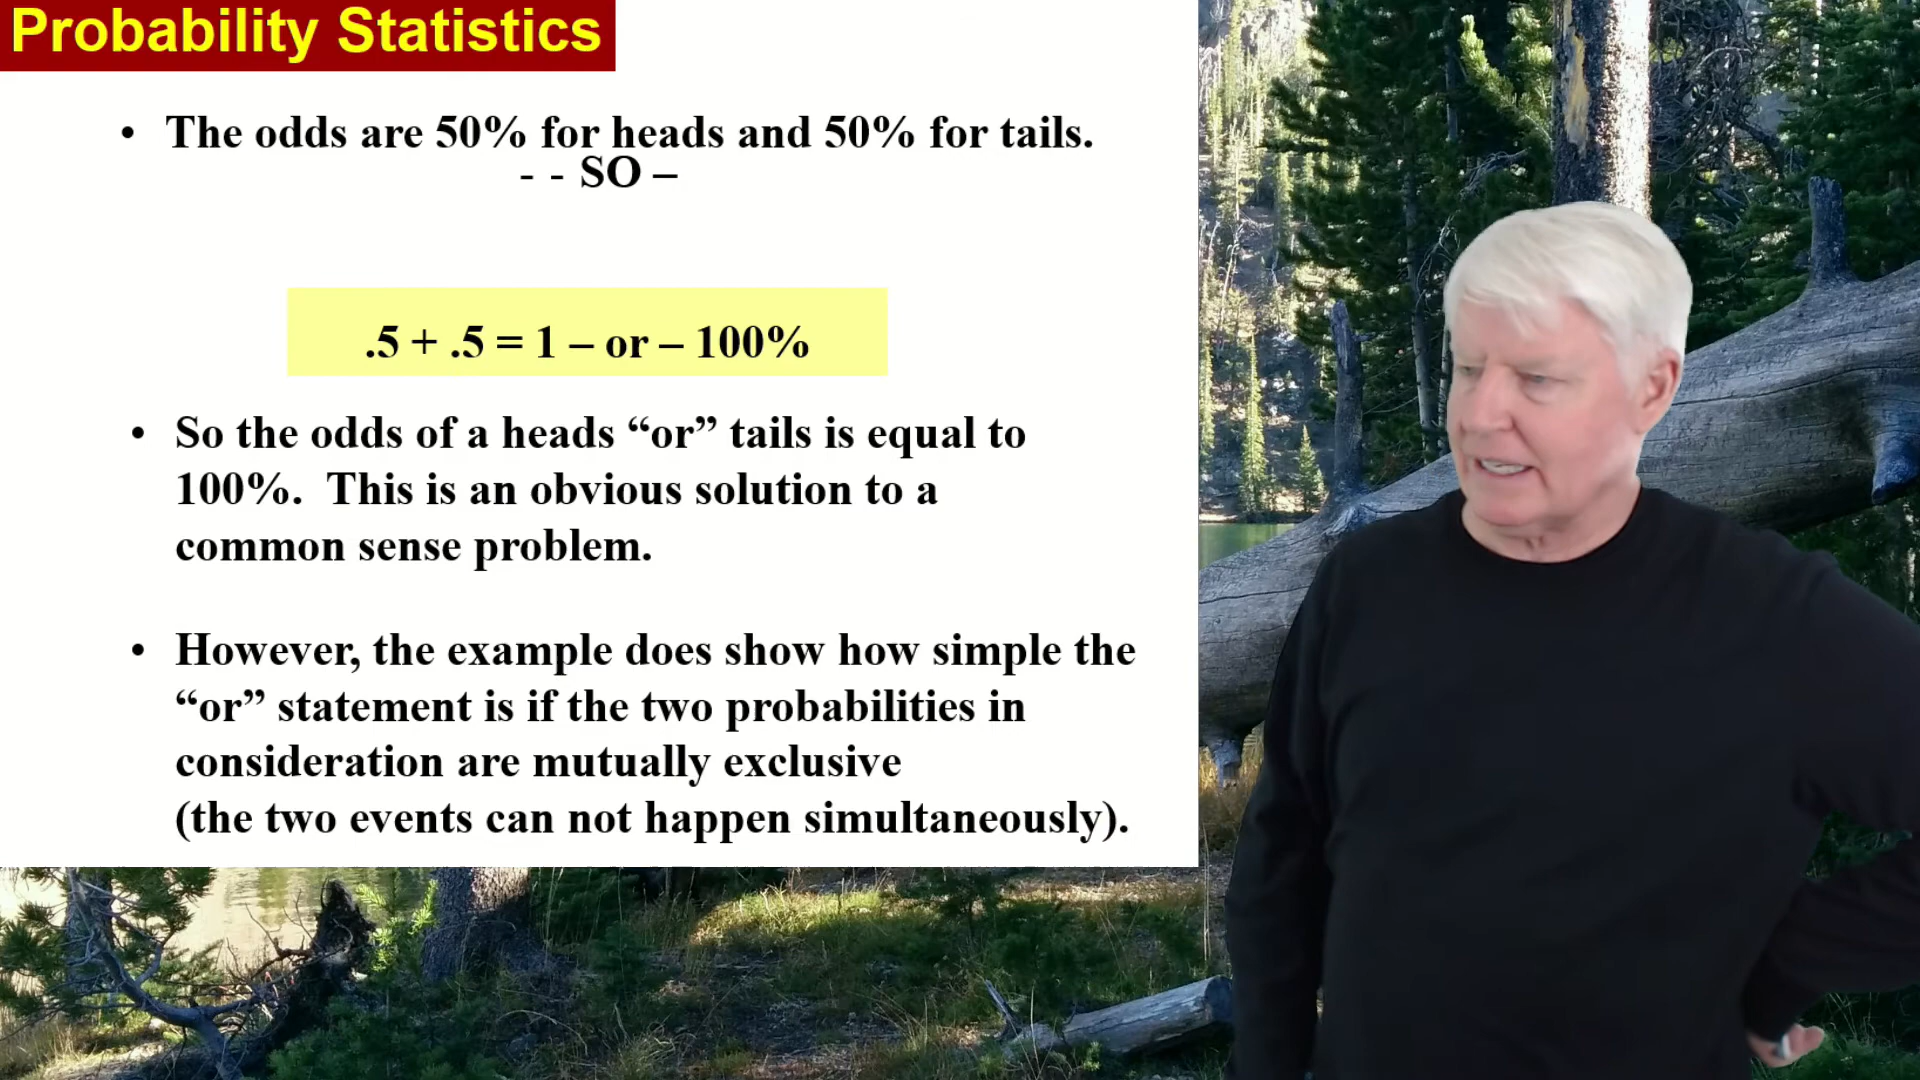 Probability Statistics
• The odds are 50% for heads and 50% for tails.
- - SO –
.5 + .5 = 1 – or – 100%
• So the odds of a heads “or” tails is equal to
100%.  This is an obvious solution to a
common sense problem.
• However, the example does show how simple the
“or” statement is if the two probabilities in
consideration are mutually exclusive
(the two events can not happen simultaneously).